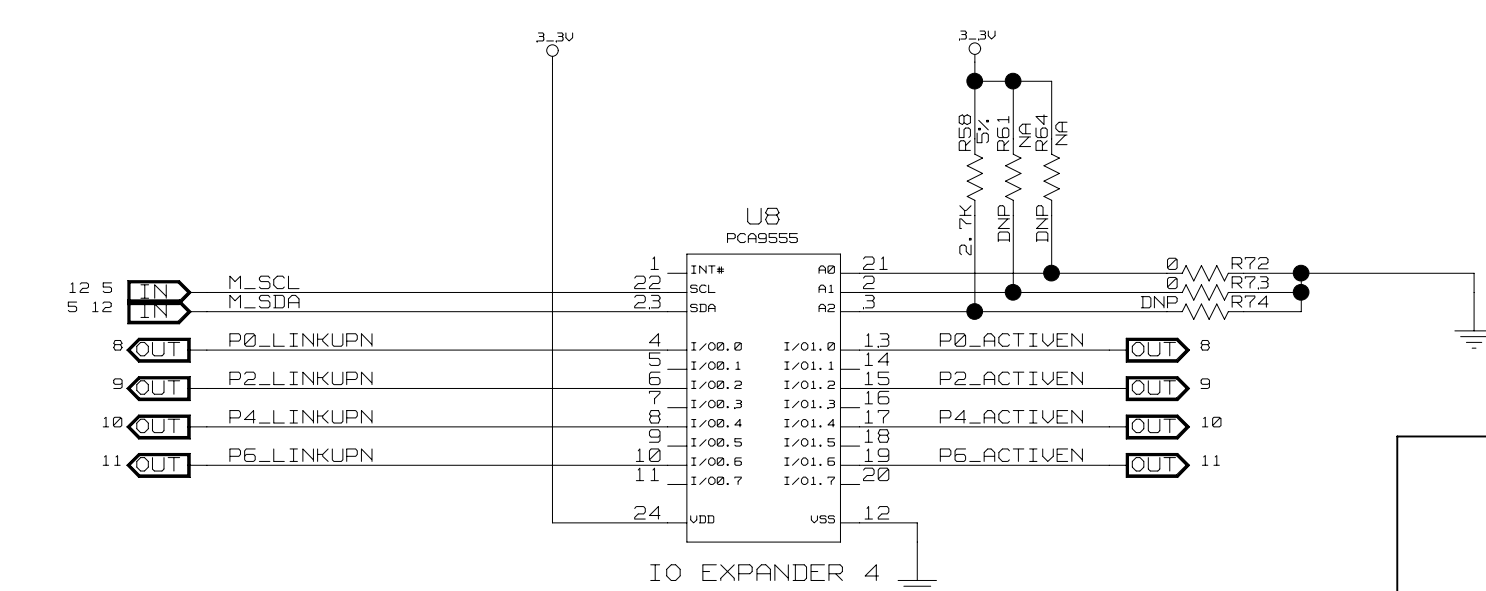 3_3V
3_3V
R58
5%
2.7K
R61
NA
DNP
R64
NA
DNP
U8
PCA9555
1 INT#
22 SCL
23 SDA
4 I/O0.0
5 I/O0.1
6 I/O0.2
7 I/O0.3
8 I/O0.4
9 I/O0.5
10 I/O0.6
11 I/O0.7
24 VDD
A0 21
A1 2
A2 3
I/O1.0 13
I/O1.1 14
I/O1.2 15
I/O1.3 16
I/O1.4 17
I/O1.5 18
I/O1.6 19
I/O1.7 20
VSS 12
0 R72
0 R73
DNP R74
12 5 IN M_SCL
5 12 IN M_SDA
8 OUT P0_LINKUPN
9 OUT P2_LINKUPN
10 OUT P4_LINKUPN
11 OUT P6_LINKUPN
P0_ACTIVEN OUT 8
P2_ACTIVEN OUT 9
P4_ACTIVEN OUT 10
P6_ACTIVEN OUT 11
IO EXPANDER 4